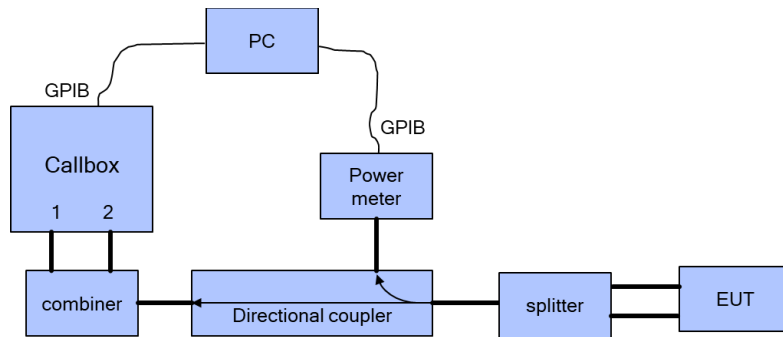 PC
GPIB
GPIB
Callbox
1 2
Power
meter
combiner
Directional coupler
splitter
EUT